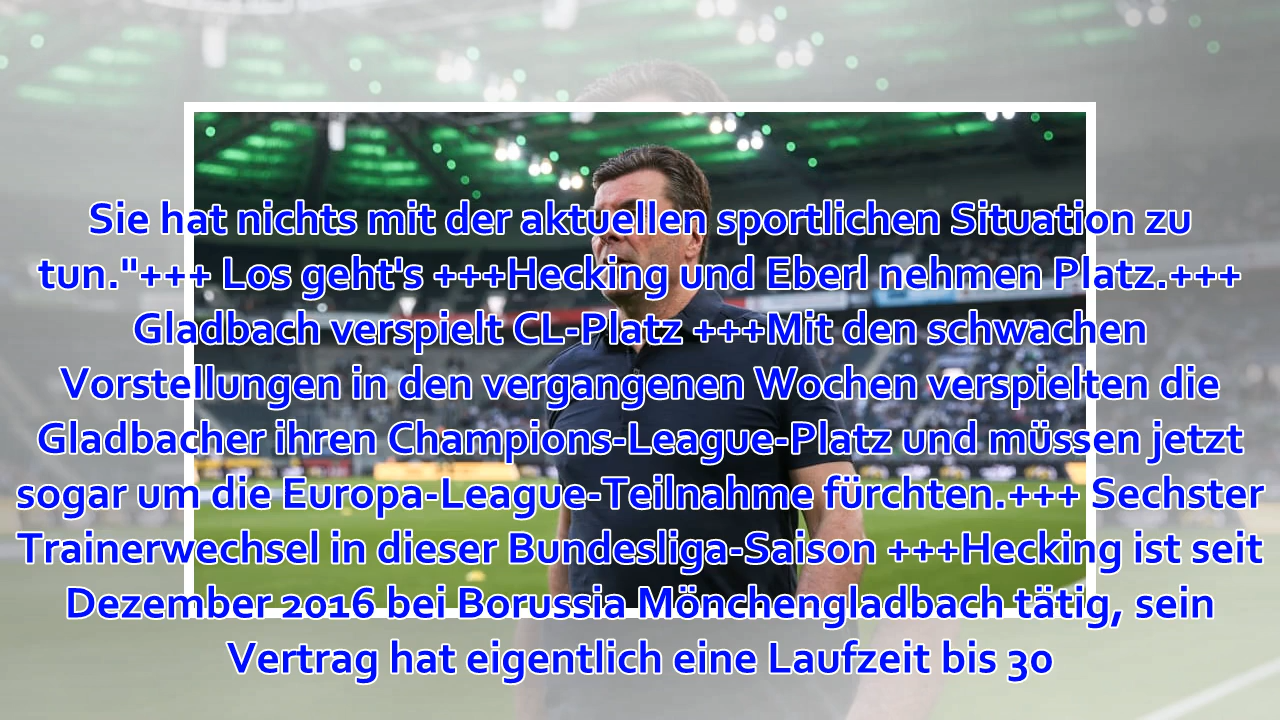 Sie hat nichts mit der aktuellen sportlichen Situation zu
tun."+++ Los geht's +++Hecking und Eberl nehmen Platz.+++
Gladbach verspielt CL-Platz +++Mit den schwachen
Vorstellungen in den vergangenen Wochen verspielten die
Gladbacher ihren Champions-League-Platz und müssen jetzt
sogar um die Europa-League-Teilnahme fürchten.+++ Sechster
Trainerwechsel in dieser Bundesliga-Saison +++Hecking ist seit
Dezember 2016 bei Borussia Mönchengladbach tätig, sein
Vertrag hat eigentlich eine Laufzeit bis 30